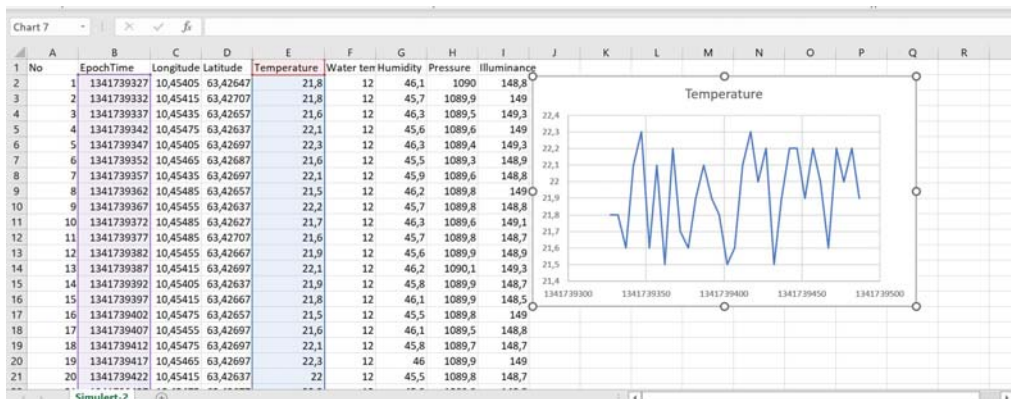 Chart 7 fx
A B C D E F G H I J K L M N O P Q R
1 No EpochTime Longitude Latitude Temperature Water ten Humidity Pressure Illuminance
2 1 1341739327 10,45405 63,42647 21,8 12 46,1 1090 148,8
3 2 1341739332 10,45415 63,42707 21,8 12 45,7 1089,9 149
4 3 1341739337 10,45435 63,42657 21,6 12 46,3 1089,5 149,3
5 4 1341739342 10,45475 63,42637 22,1 12 45,6 1089,6 149
6 5 1341739347 10,45405 63,42697 22,3 12 46,3 1089,4 149,3
7 6 1341739352 10,45465 63,42687 21,6 12 45,5 1089,3 148,9
8 7 1341739357 10,45435 63,42697 22,1 12 45,9 1089,6 148,8
9 8 1341739362 10,45485 63,42657 21,5 12 46,2 1089,8 149
10 9 1341739367 10,45455 63,42637 22,2 12 45,7 1089,8 148,8
11 10 1341739372 10,45485 63,42627 21,7 12 46,3 1089,6 149,1
12 11 1341739377 10,45485 63,42707 21,6 12 45,7 1089,8 148,7
13 12 1341739382 10,45455 63,42667 21,9 12 45,6 1089,9 148,9
14 13 1341739387 10,45415 63,42697 22,1 12 46,2 1090,1 149,3
15 14 1341739392 10,45405 63,42637 21,9 12 45,8 1089,9 148,7
16 15 1341739397 10,45415 63,42667 21,8 12 46,1 1089,9 148,5
17 16 1341739402 10,45475 63,42657 21,5 12 45,5 1089,8 149
18 17 1341739407 10,45455 63,42697 21,6 12 46,1 1089,5 148,8
19 18 1341739412 10,45475 63,42697 22,1 12 45,8 1089,7 148,7
20 19 1341739417 10,45465 63,42697 22,3 12 46 1089,9 149
21 20 1341739422 10,45415 63,42637 22 12 45,5 1089,8 148,7
Temperature
22,4
22,3
22,2
22,1
22
21,9
21,8
21,7
21,6
21,5
21,4
1341739300 1341739350 1341739400 1341739450 1341739500
Simulert-2